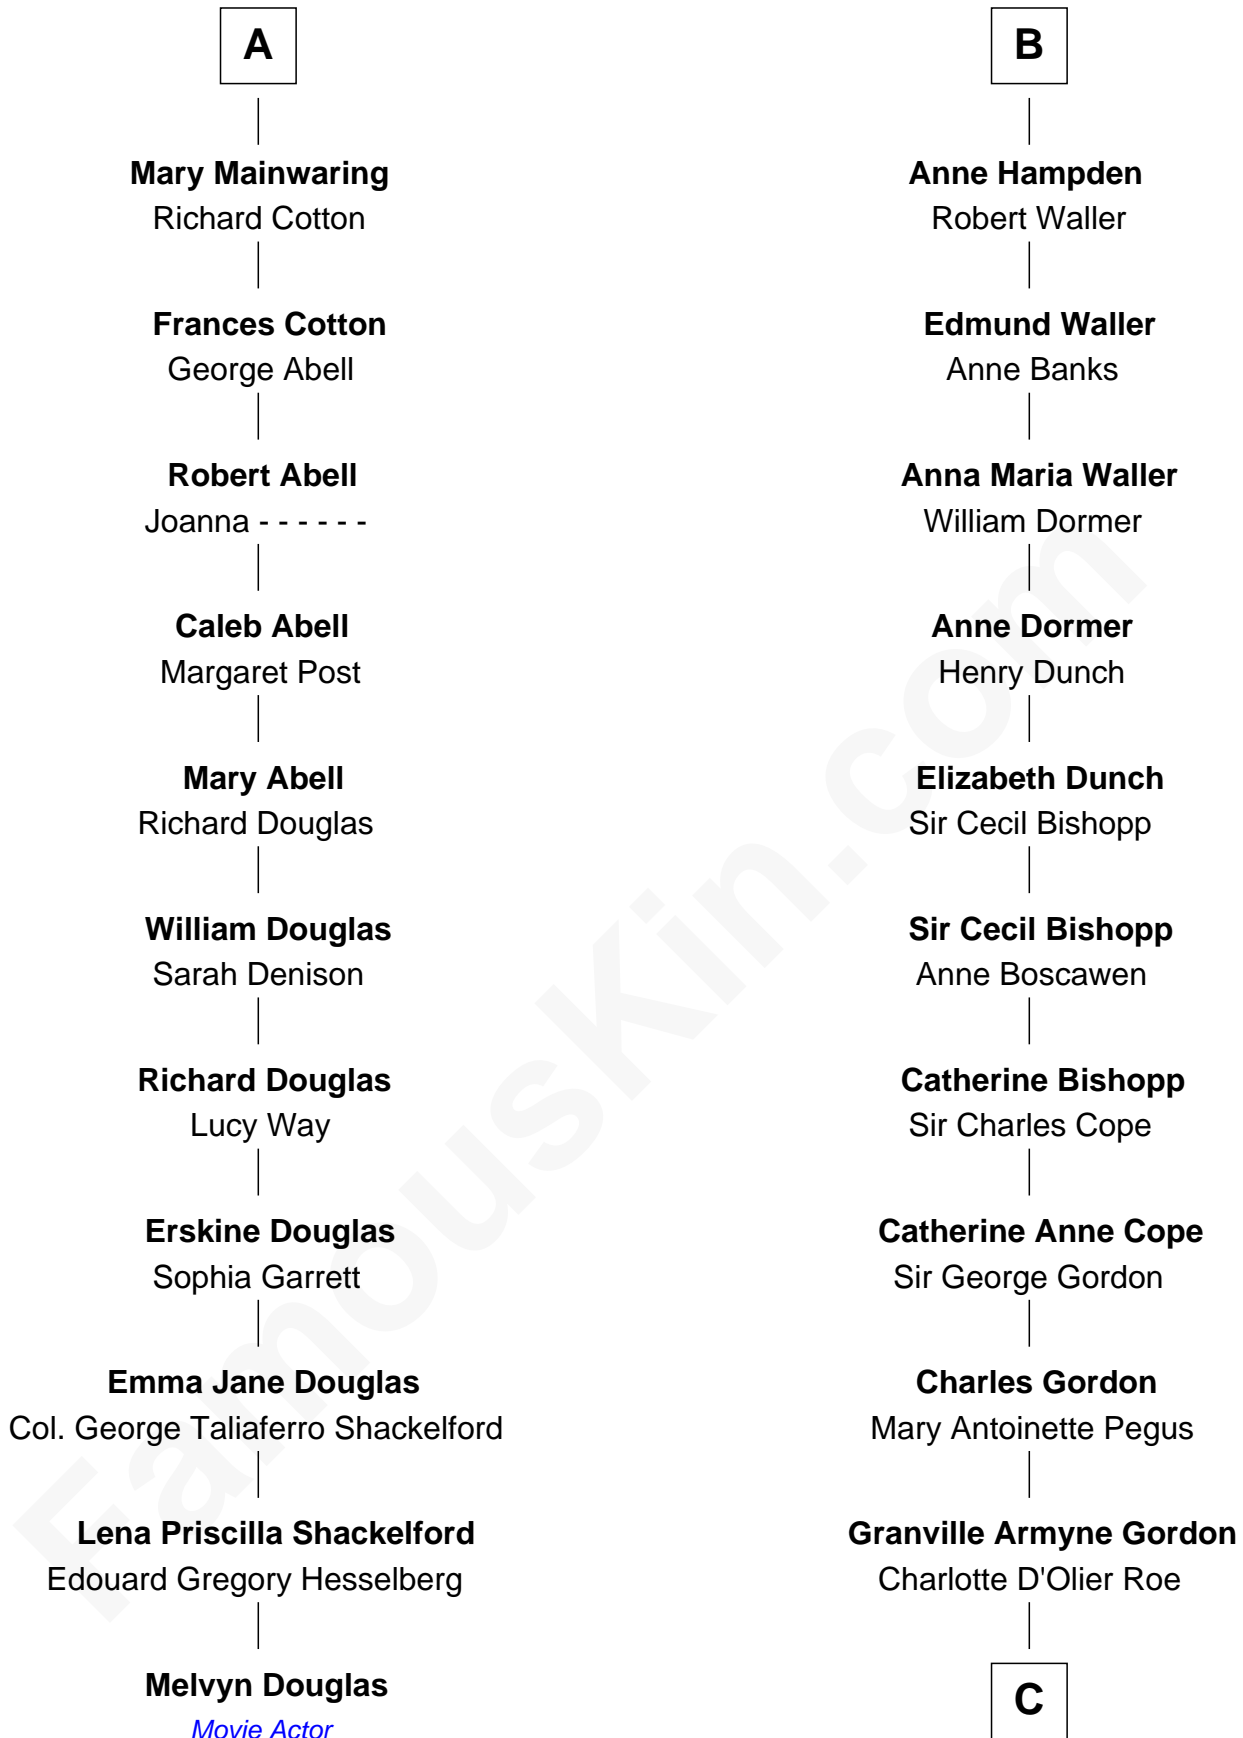 A
Mary Mainwaring
Richard Cotton
Frances Cotton
George Abell
Robert Abell
Joanna - - - - - -
Caleb Abell
Margaret Post
Mary Abell
Richard Douglas
William Douglas
Sarah Denison
Richard Douglas
Lucy Way
Erskine Douglas
Sophia Garrett
Emma Jane Douglas
Col. George Taliaferro Shackelford
Lena Priscilla Shackelford
Edouard Gregory Hesselberg
Melvyn Douglas
Movie Actor
B
Anne Hampden
Robert Waller
Edmund Waller
Anne Banks
Anna Maria Waller
William Dormer
Anne Dormer
Henry Dunch
Elizabeth Dunch
Sir Cecil Bishopp
Sir Cecil Bishopp
Anne Boscawen
Catherine Bishopp
Sir Charles Cope
Catherine Anne Cope
Sir George Gordon
Charles Gordon
Mary Antoinette Pegus
Granville Armyne Gordon
Charlotte D'Olier Roe
C
FamousKin.com